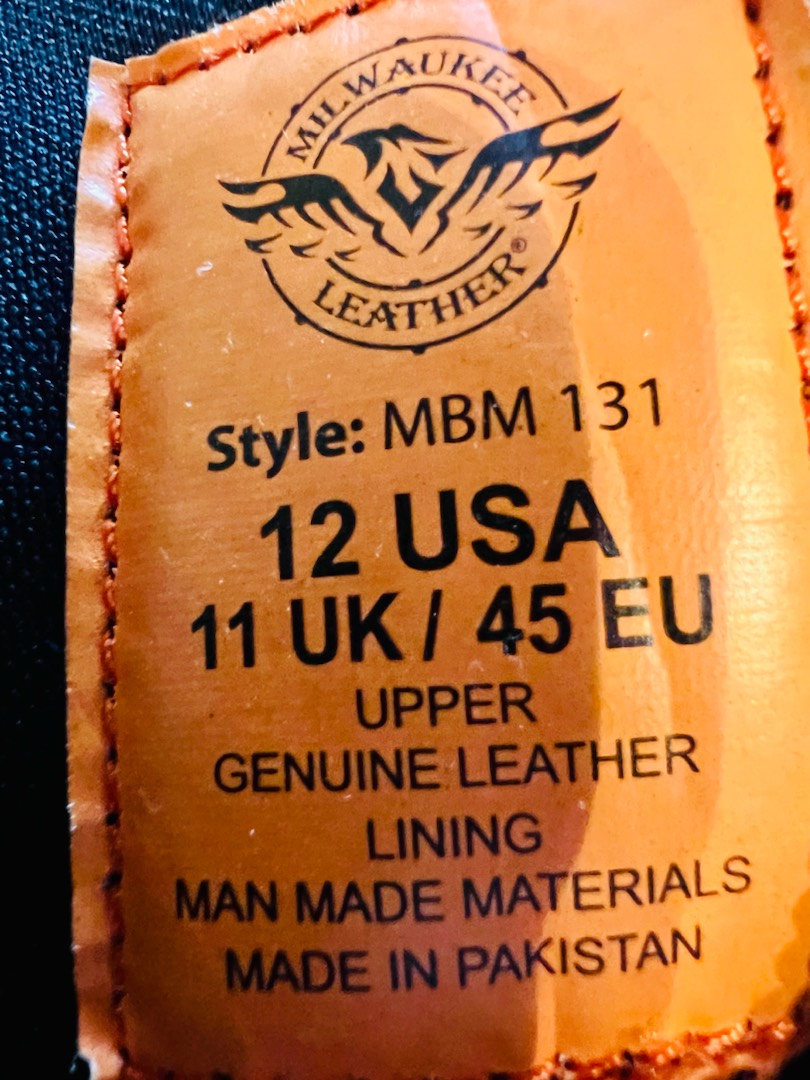 MILWAUKEE
LEATHER®
Style: MBM 131
12 USA
11 UK / 45 EU
UPPER
GENUINE LEATHER
LINING
MAN MADE MATERIALS
MADE IN PAKISTAN